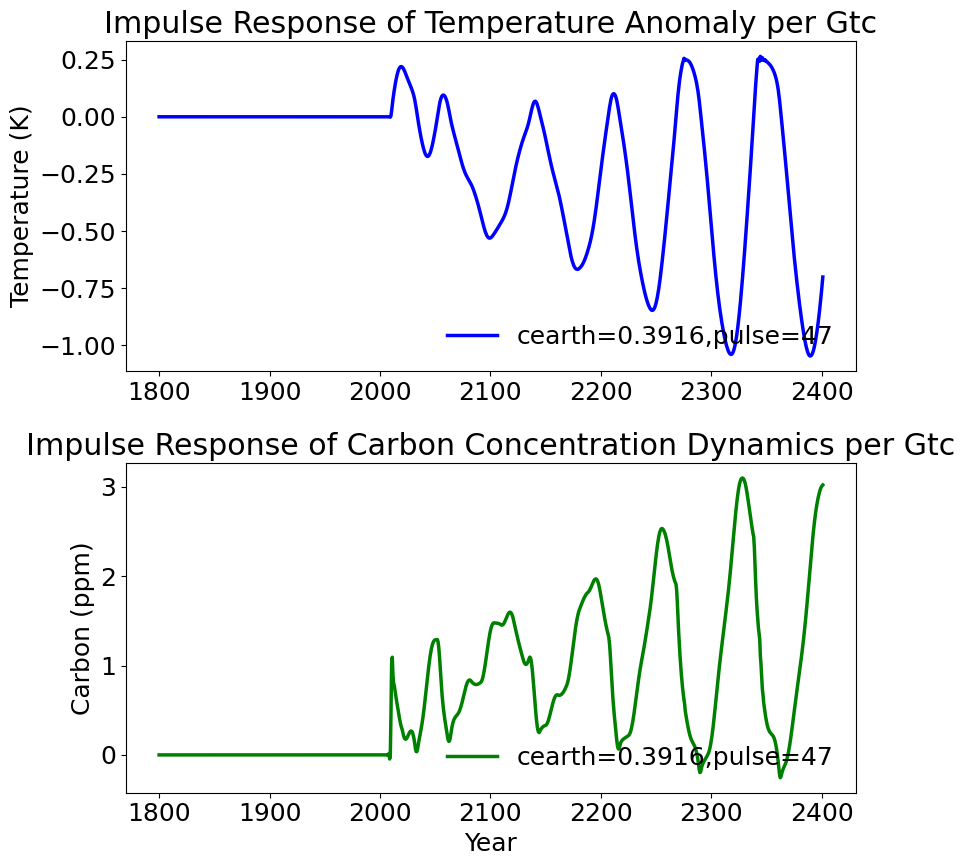 Impulse Response of Temperature Anomaly per Gtc
Temperature (K)
0.25
0.00
−0.25
−0.50
−0.75
−1.00
cearth=0.3916,pulse=47
1800 1900 2000 2100 2200 2300 2400
Impulse Response of Carbon Concentration Dynamics per Gtc
Carbon (ppm)
3
2
1
0
cearth=0.3916,pulse=47
1800 1900 2000 2100 2200 2300 2400
Year